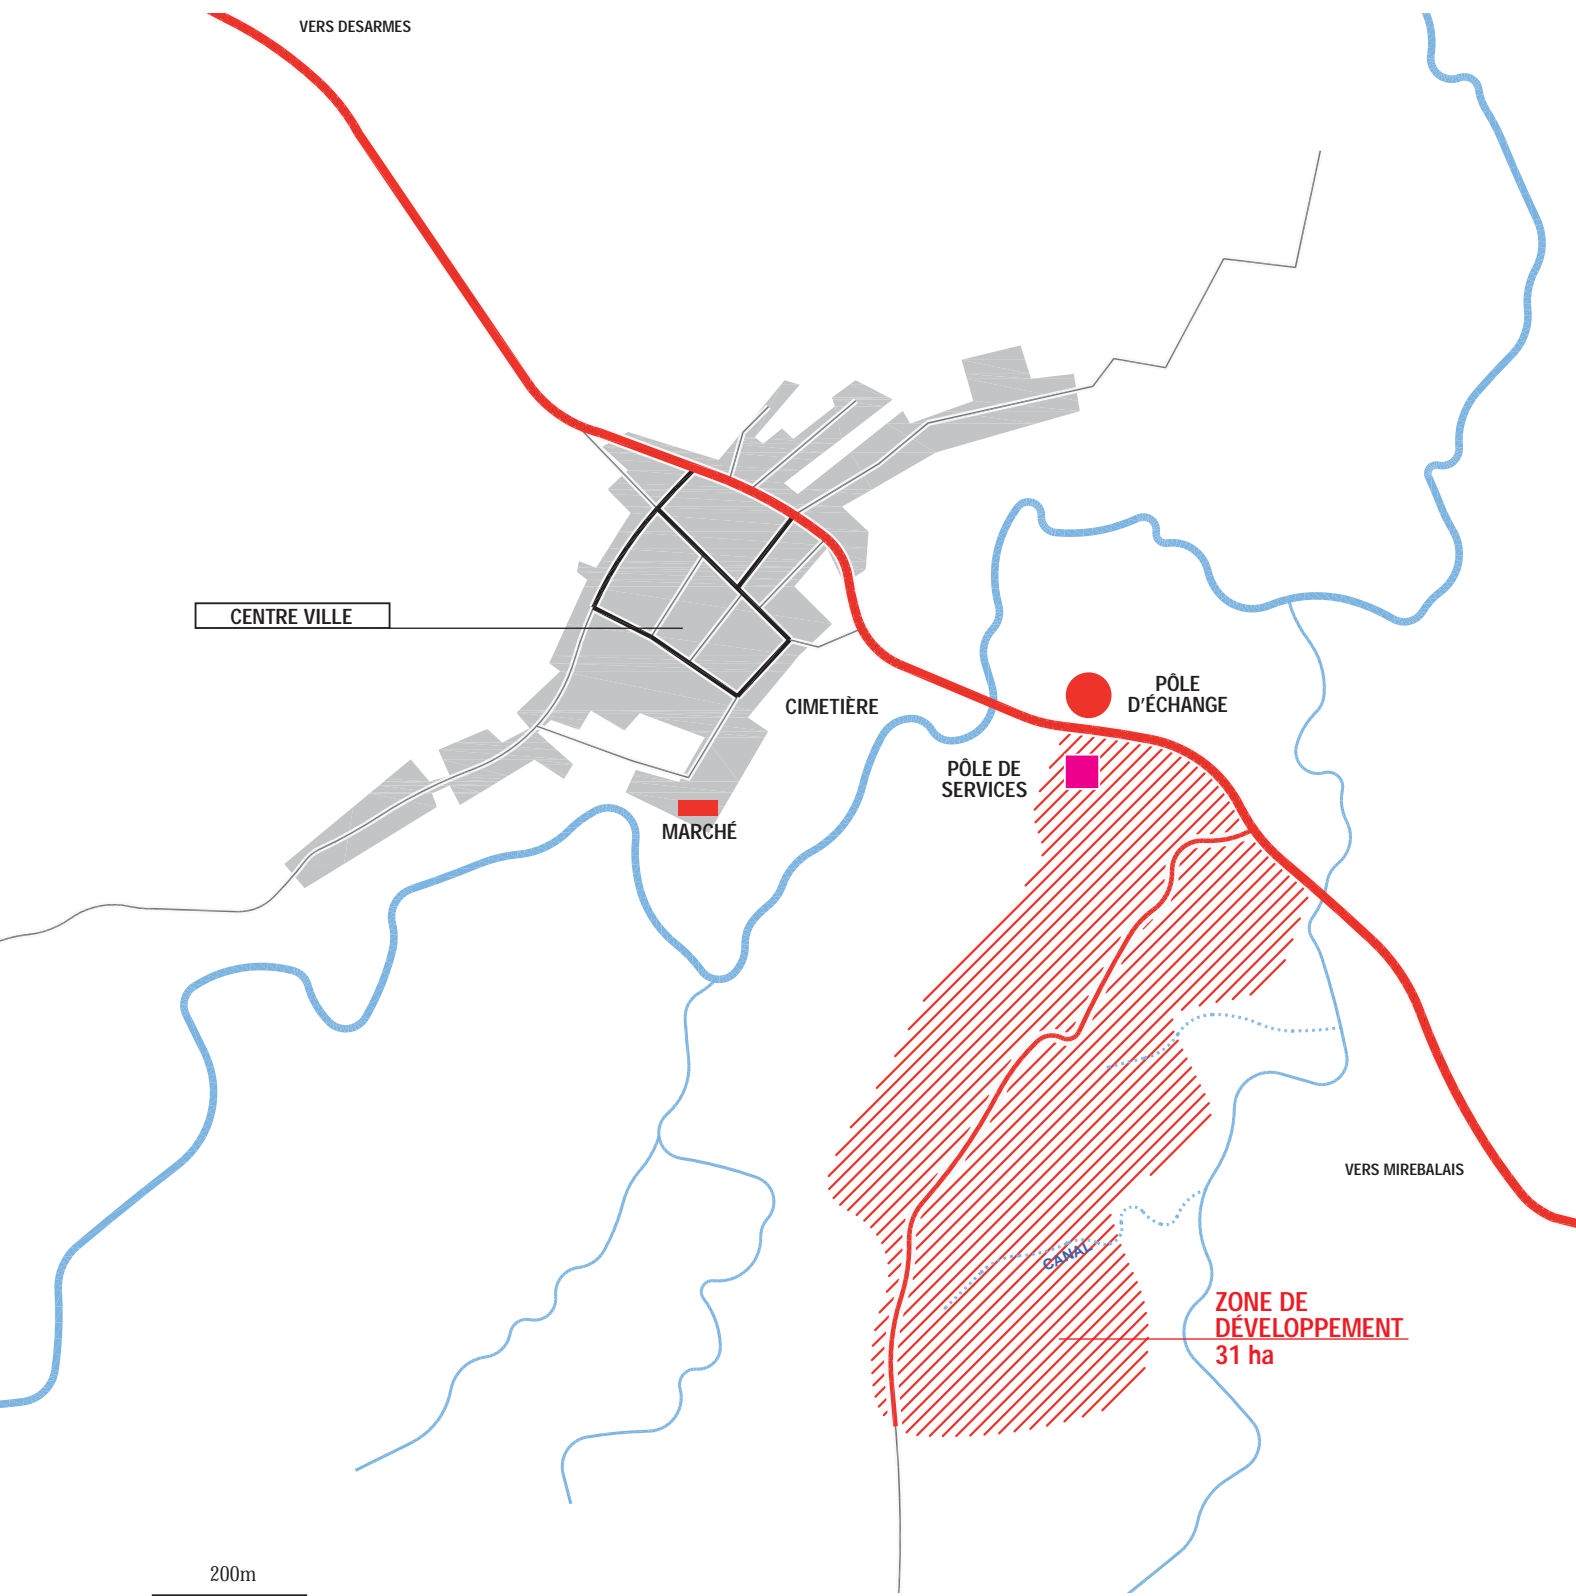 VERS DESARMES
CENTRE VILLE
CIMETIÈRE
PÔLE
D'ÉCHANGE
PÔLE DE
SERVICES
MARCHÉ
VERS MIREBALAIS
CANAL
ZONE DE
DÉVELOPPEMENT
31 ha
200m